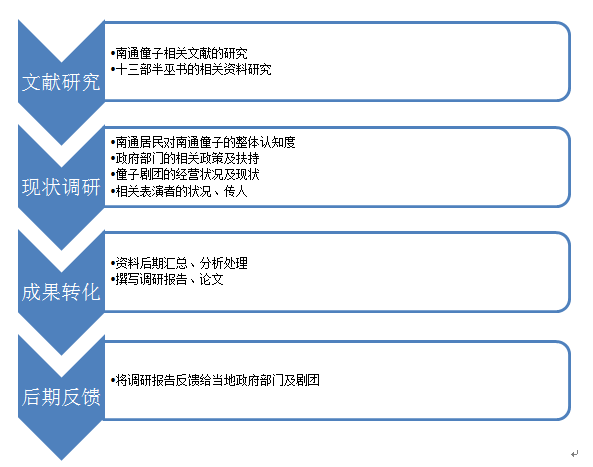 文献研究
•南通僮子相关文献的研究
•十三部半巫书的相关资料研究
现状调研
•南通居民对南通僮子的整体认知度
•政府部门的相关政策及扶持
•僮子剧团的经营状况及现状
•相关表演者的状况、传人
成果转化
•资料后期汇总、分析处理
•撰写调研报告、论文
后期反馈
•将调研报告反馈给当地政府部门及剧团